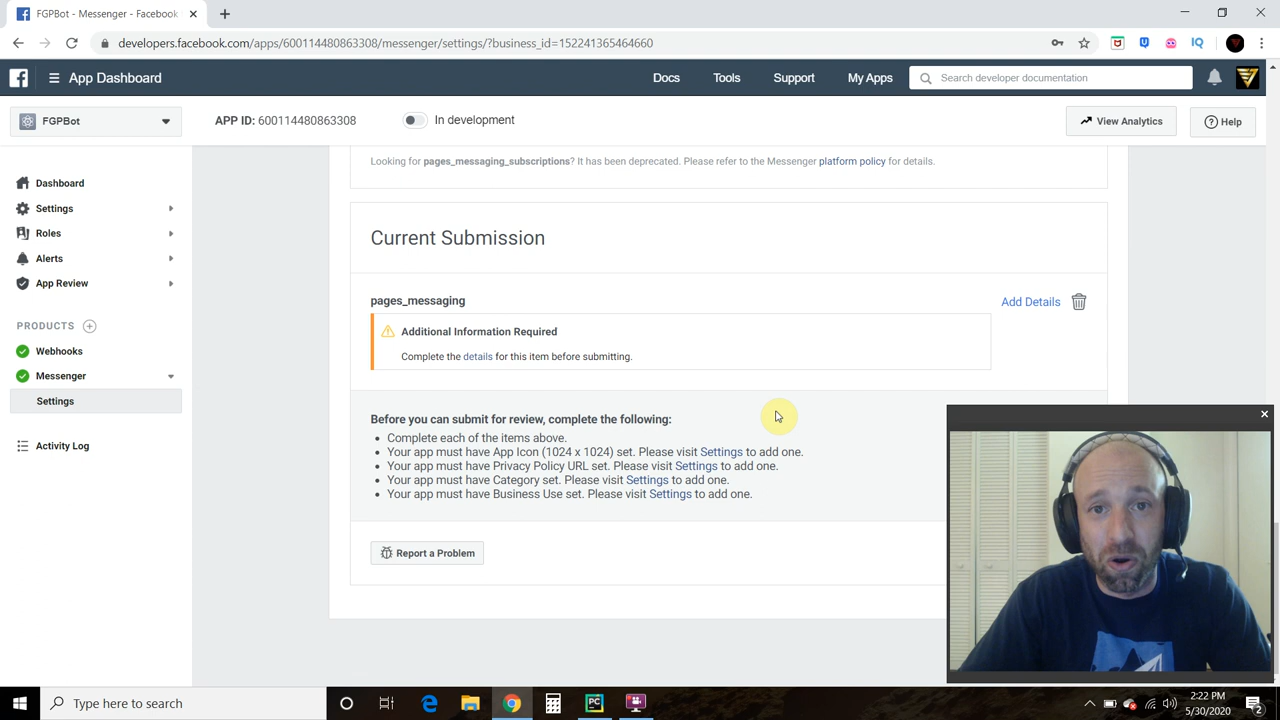 FGPBot - Messenger - Facebook
developers.facebook.com/apps/600114480863308/messenger/settings/?business_id=152241365464660
IQ
App Dashboard
Docs
Tools
Support
My Apps
Search developer documentation
FGPBot
APP ID: 600114480863308
In development
View Analytics
Help
Dashboard
Settings
Roles
Alerts
App Review
PRODUCTS
Webhooks
Messenger
Settings
Activity Log
Looking for pages_messaging_subscriptions? It has been deprecated. Please refer to the Messenger platform policy for details.
Current Submission
pages_messaging
Add Details
Additional Information Required
Complete the details for this item before submitting.
Before you can submit for review, complete the following:
• Complete each of the items above.
• Your app must have App Icon (1024 x 1024) set. Please visit Settings to add one.
• Your app must have Privacy Policy URL set. Please visit Settings to add one.
• Your app must have Category set. Please visit Settings to add one.
• Your app must have Business Use set. Please visit Settings to add one.
Report a Problem
Type here to search
PC
2:22 PM
5/30/2020
2